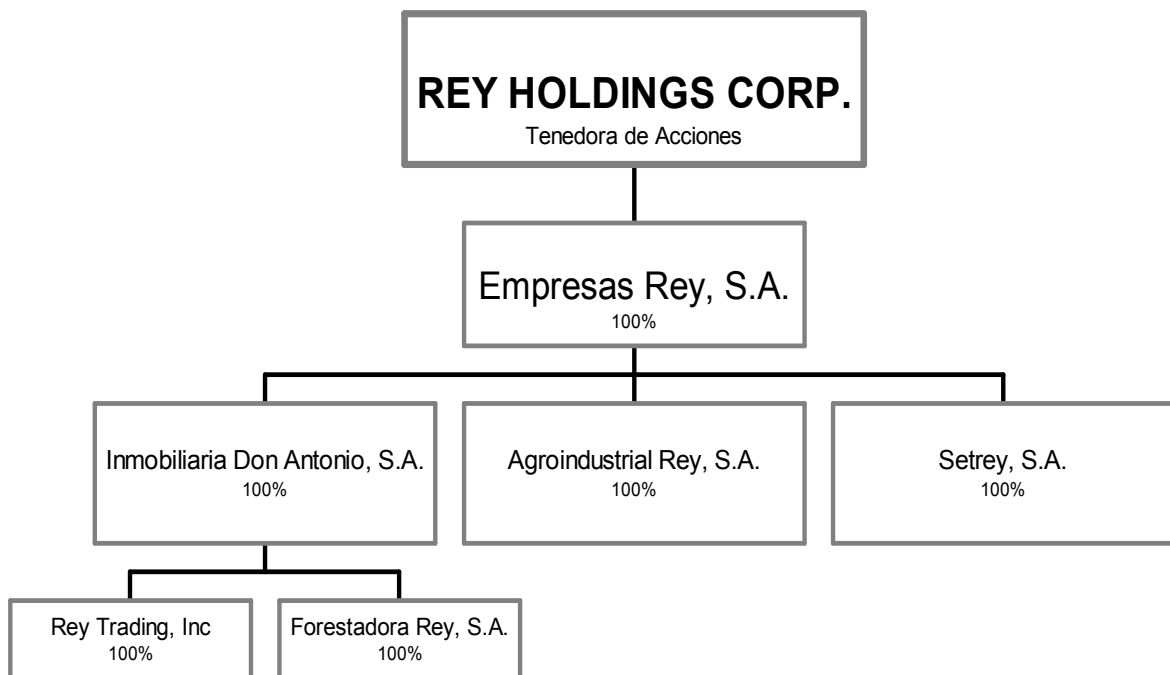 REY HOLDINGS CORP.
Tenedora de Acciones
Empresas Rey, S.A.
100%
Inmobiliaria Don Antonio, S.A.
100%
Agroindustrial Rey, S.A.
100%
Setrey, S.A.
100%
Rey Trading, Inc
100%
Forestadora Rey, S.A.
100%